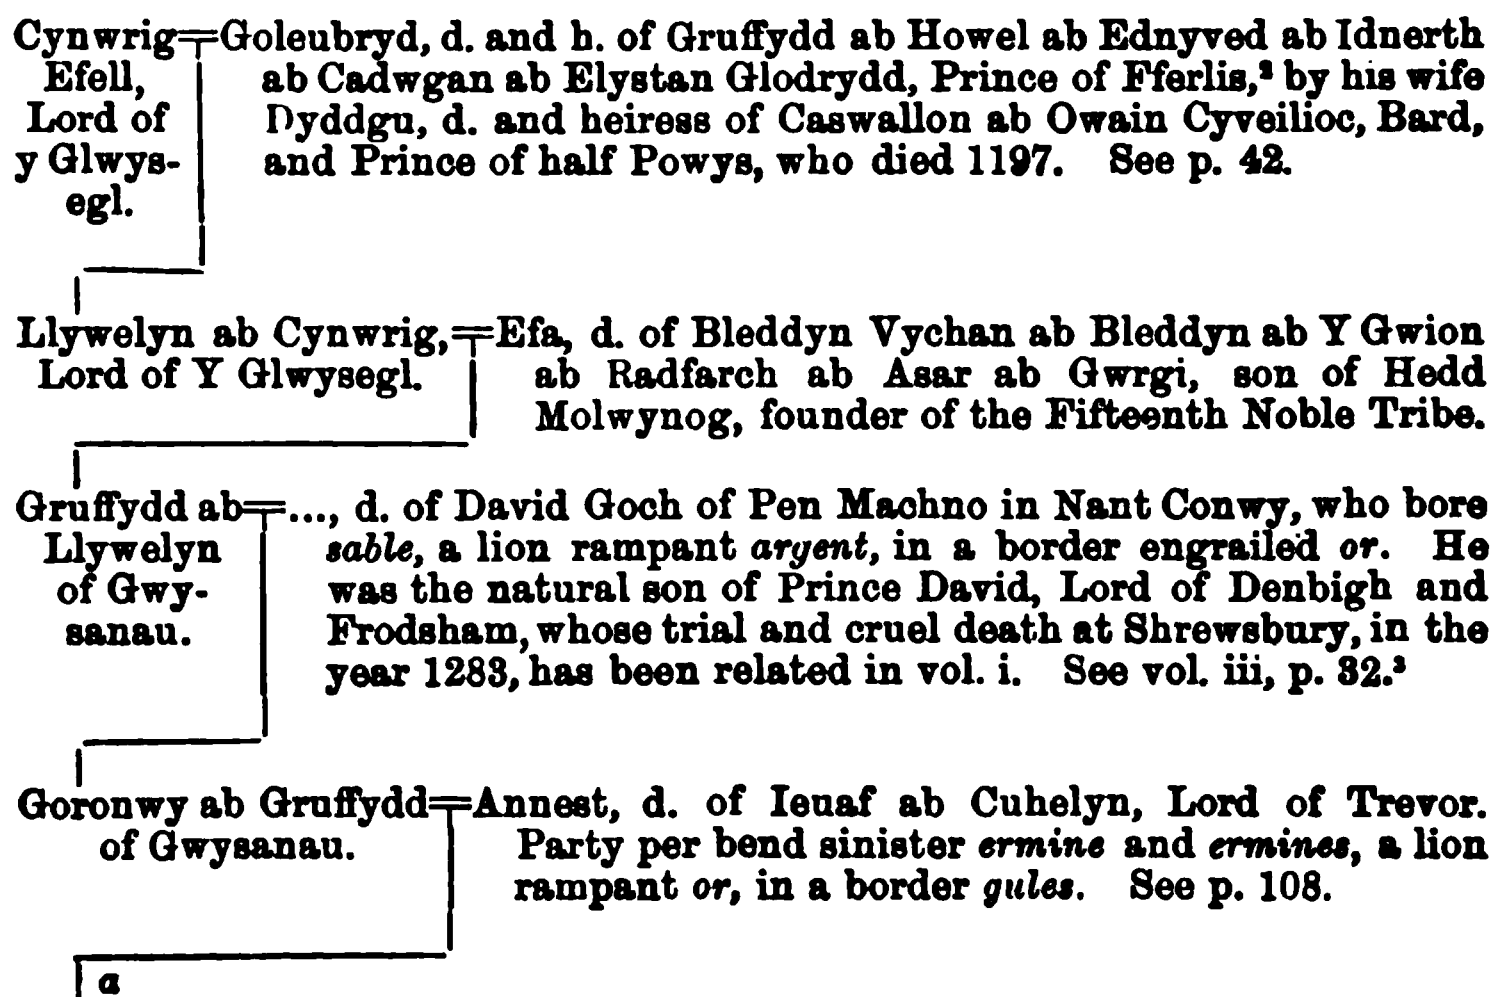 Cynwrig=Goleubryd, d. and h. of Gruffydd ab Howel ab Ednyved ab Idnerth
Efell, ab Cadwgan ab Elystan Glodrydd, Prince of Fferlis,² by his wife
Lord of Dyddgu, d. and heiress of Caswallon ab Owain Cyveilioc, Bard,
y Glwys- and Prince of half Powys, who died 1197. See p. 42.
egl.
Llywelyn ab Cynwrig,=Efa, d. of Bleddyn Vychan ab Bleddyn ab Y Gwion
Lord of Y Glwysegl. ab Radfarch ab Asar ab Gwrgi, son of Hedd
Molwynog, founder of the Fifteenth Noble Tribe.
Gruffydd ab=..., d. of David Goch of Pen Machno in Nant Conwy, who bore
Llywelyn sable, a lion rampant argent, in a border engrailed or. He
of Gwy- was the natural son of Prince David, Lord of Denbigh and
sanau. Frodsham, whose trial and cruel death at Shrewsbury, in the
year 1283, has been related in vol. i. See vol. iii, p. 32.³
Goronwy ab Gruffydd=Annest, d. of Ieuaf ab Cuhelyn, Lord of Trevor.
of Gwysanau. Party per bend sinister ermine and ermines, a lion
rampant or, in a border gules. See p. 108.
a